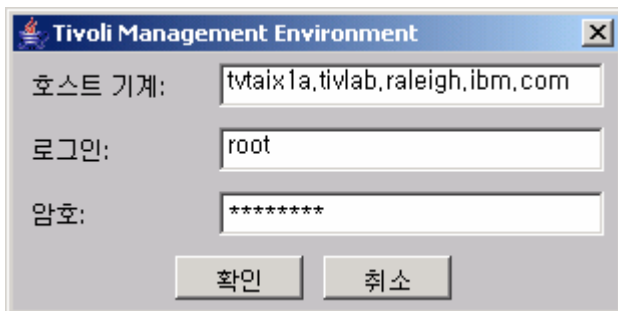 Tivoli Management Environment
호스트 기계: tvtaix1a.tivlab.raleigh.ibm.com
로그인: root
암호: ********
확인 취소